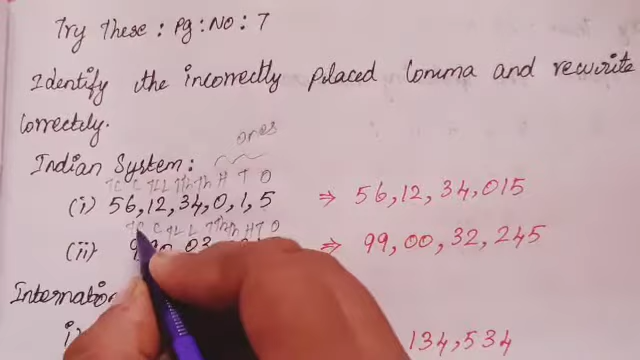 Try These : Pg : No : 7
Identify the incorrectly placed Comma and rewrite
Correctly.
ones
Indian System :
TC C TL L TTh Th H T O
(i) 56,12,34,0,1,5 ⇒ 56,12,34,015
TC C TL L TTh Th H T O
(ii) ⇒ 99,00,32,245
i) 134,534